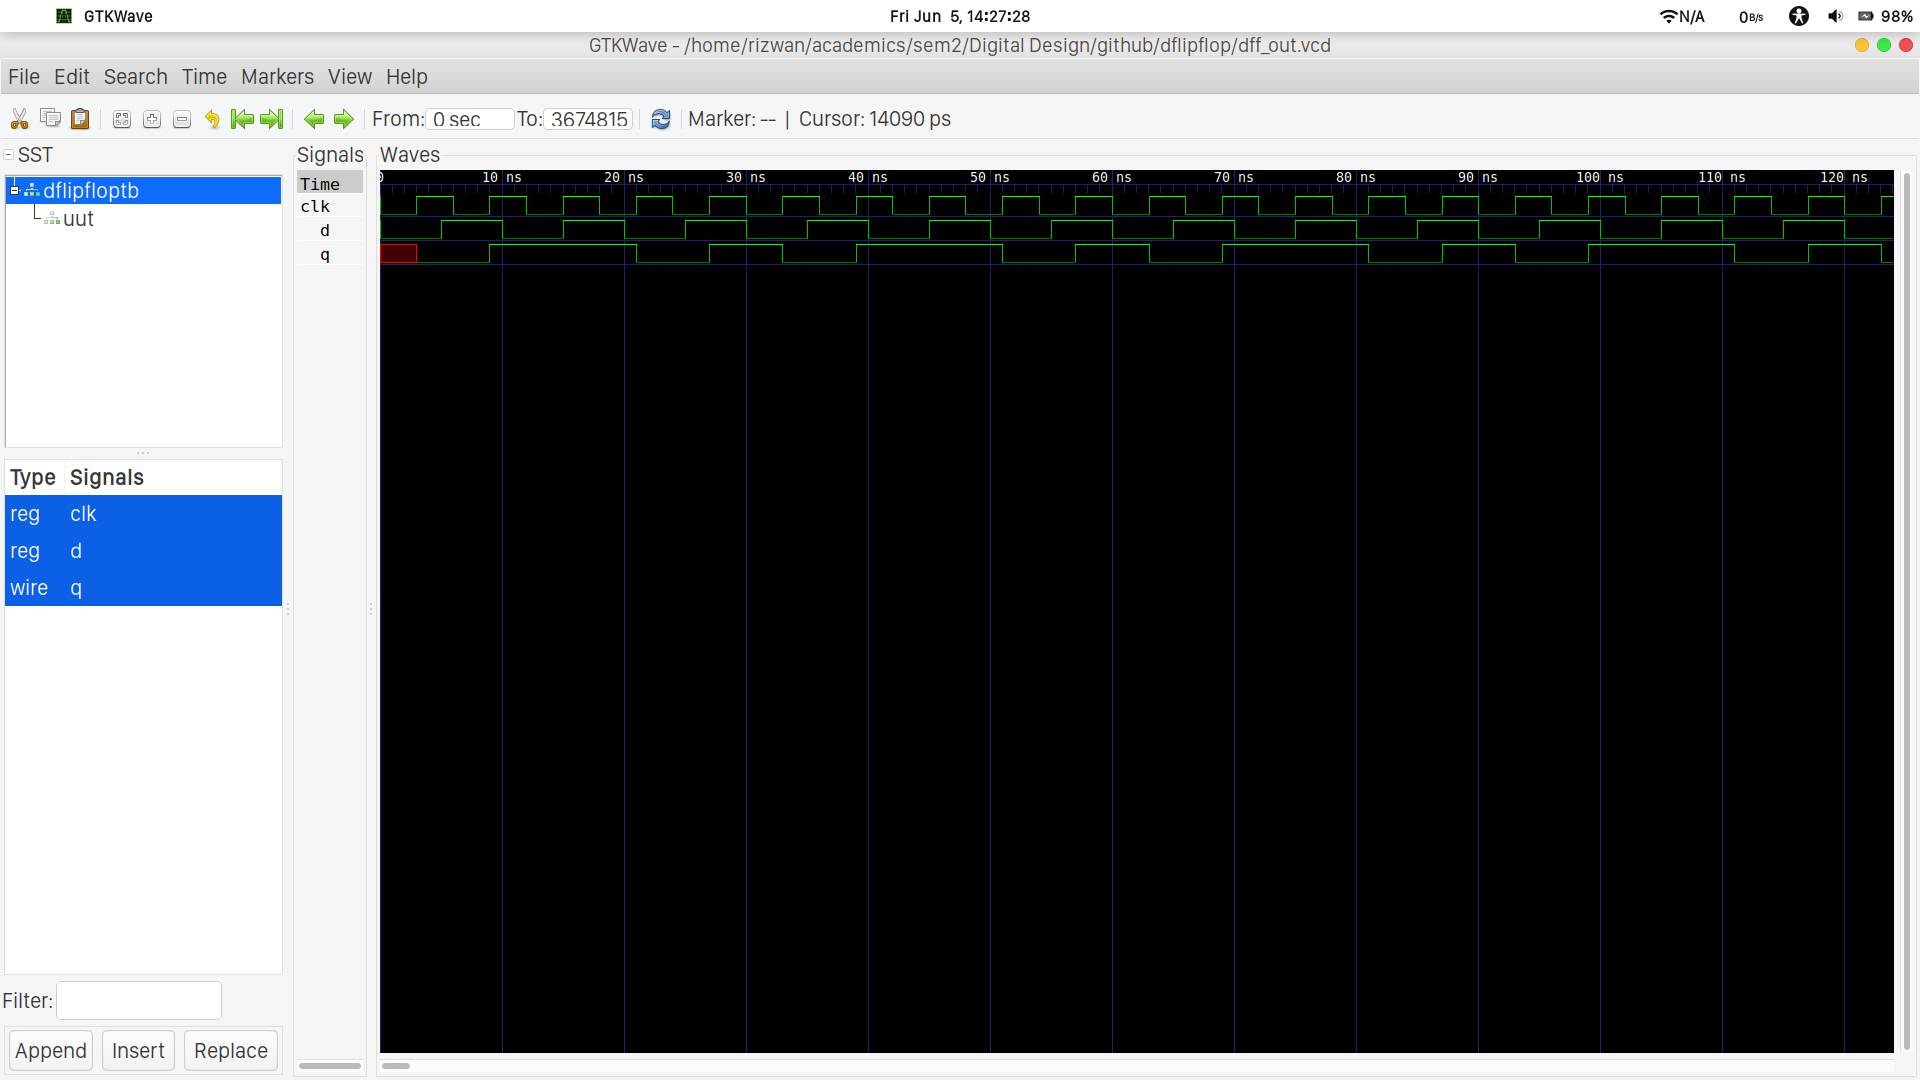 GTKWave
Fri Jun 5, 14:27:28
N/A
0B/s
98%
GTKWave - /home/rizwan/academics/sem2/Digital Design/github/dflipflop/dff_out.vcd
File Edit Search Time Markers View Help
From: 0 sec To: 3674815 Marker: -- | Cursor: 14090 ps
SST
dflipfloptb
uut
Type Signals
reg clk
reg d
wire q
Filter:
Append Insert Replace
Signals
Time
clk
d
q
Waves
0 10 ns 20 ns 30 ns 40 ns 50 ns 60 ns 70 ns 80 ns 90 ns 100 ns 110 ns 120 ns